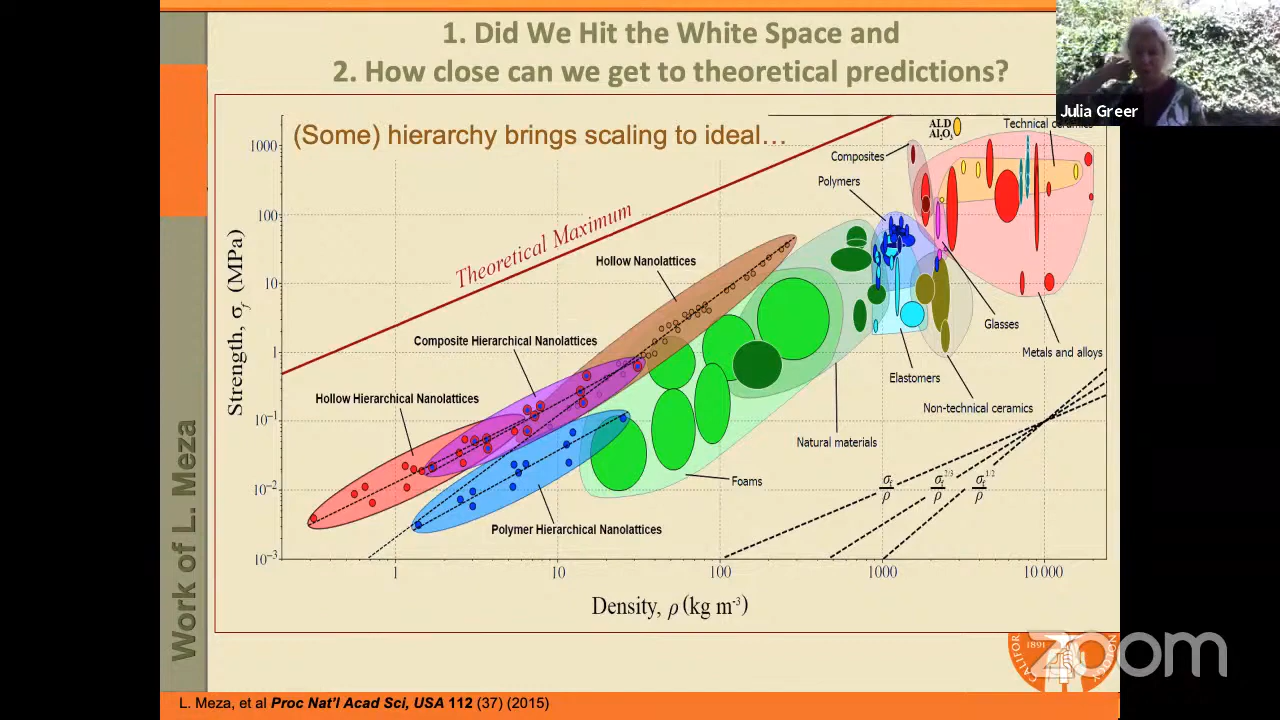 1. Did We Hit the White Space and
2. How close can we get to theoretical predictions?
Julia Greer
(Some) hierarchy brings scaling to ideal…
ALD
Al₂O₃
Technical ceramics
Composites
Polymers
Theoretical Maximum
Hollow Nanolattices
Composite Hierarchical Nanolattices
Hollow Hierarchical Nanolattices
Polymer Hierarchical Nanolattices
Glasses
Metals and alloys
Elastomers
Non-technical ceramics
Natural materials
Foams
σf/ρ
σf^2/3/ρ
σf^1/2/ρ
Strength, σf (MPa)
1000
100
10
1
10⁻¹
10⁻²
10⁻³
1
10
100
1000
10 000
Density, ρ (kg m⁻³)
Work of L. Meza
CALIFOR
1891
NOLOGY
zoom
L. Meza, et al Proc Nat'l Acad Sci, USA 112 (37) (2015)